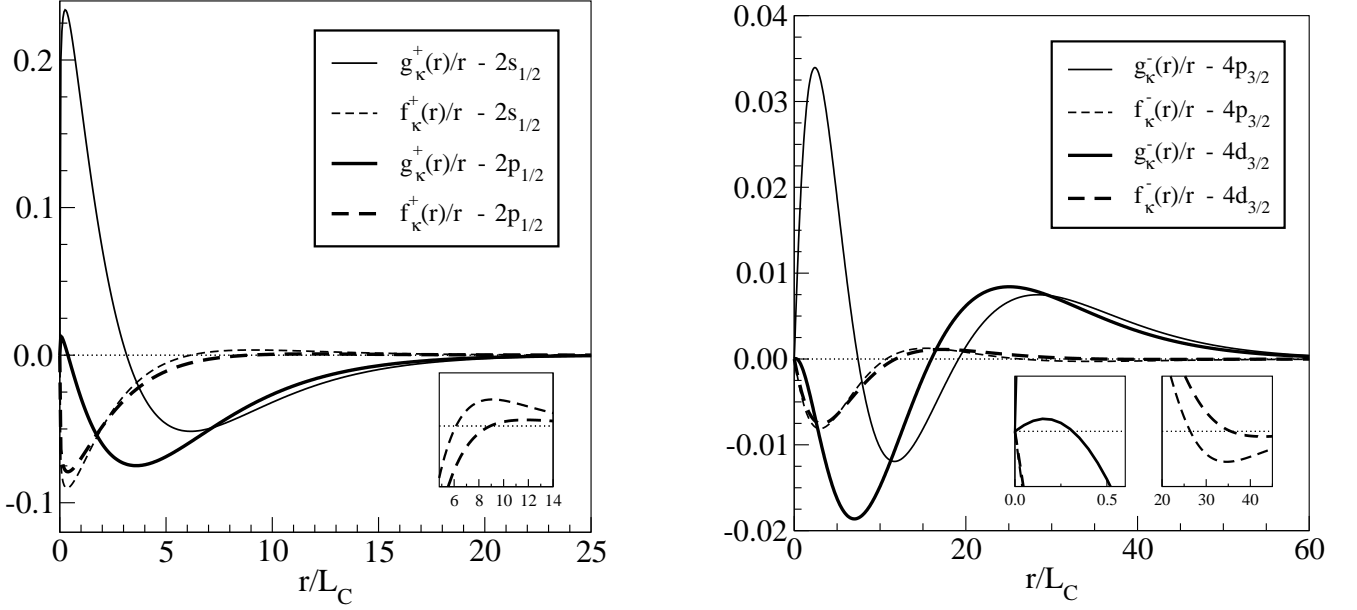 0.2
0.1
0.0
-0.1
g⁺κ(r)/r - 2s₁/₂
f⁺κ(r)/r - 2s₁/₂
g⁺κ(r)/r - 2p₁/₂
f⁺κ(r)/r - 2p₁/₂
6 8 10 12 14
0 5 10 15 20 25
r/L_C
0.04
0.03
0.02
0.01
0.00
-0.01
-0.02
g⁻κ(r)/r - 4p₃/₂
f⁻κ(r)/r - 4p₃/₂
g⁻κ(r)/r - 4d₃/₂
f⁻κ(r)/r - 4d₃/₂
0.0 0.5
20 30 40
0 20 40 60
r/L_C